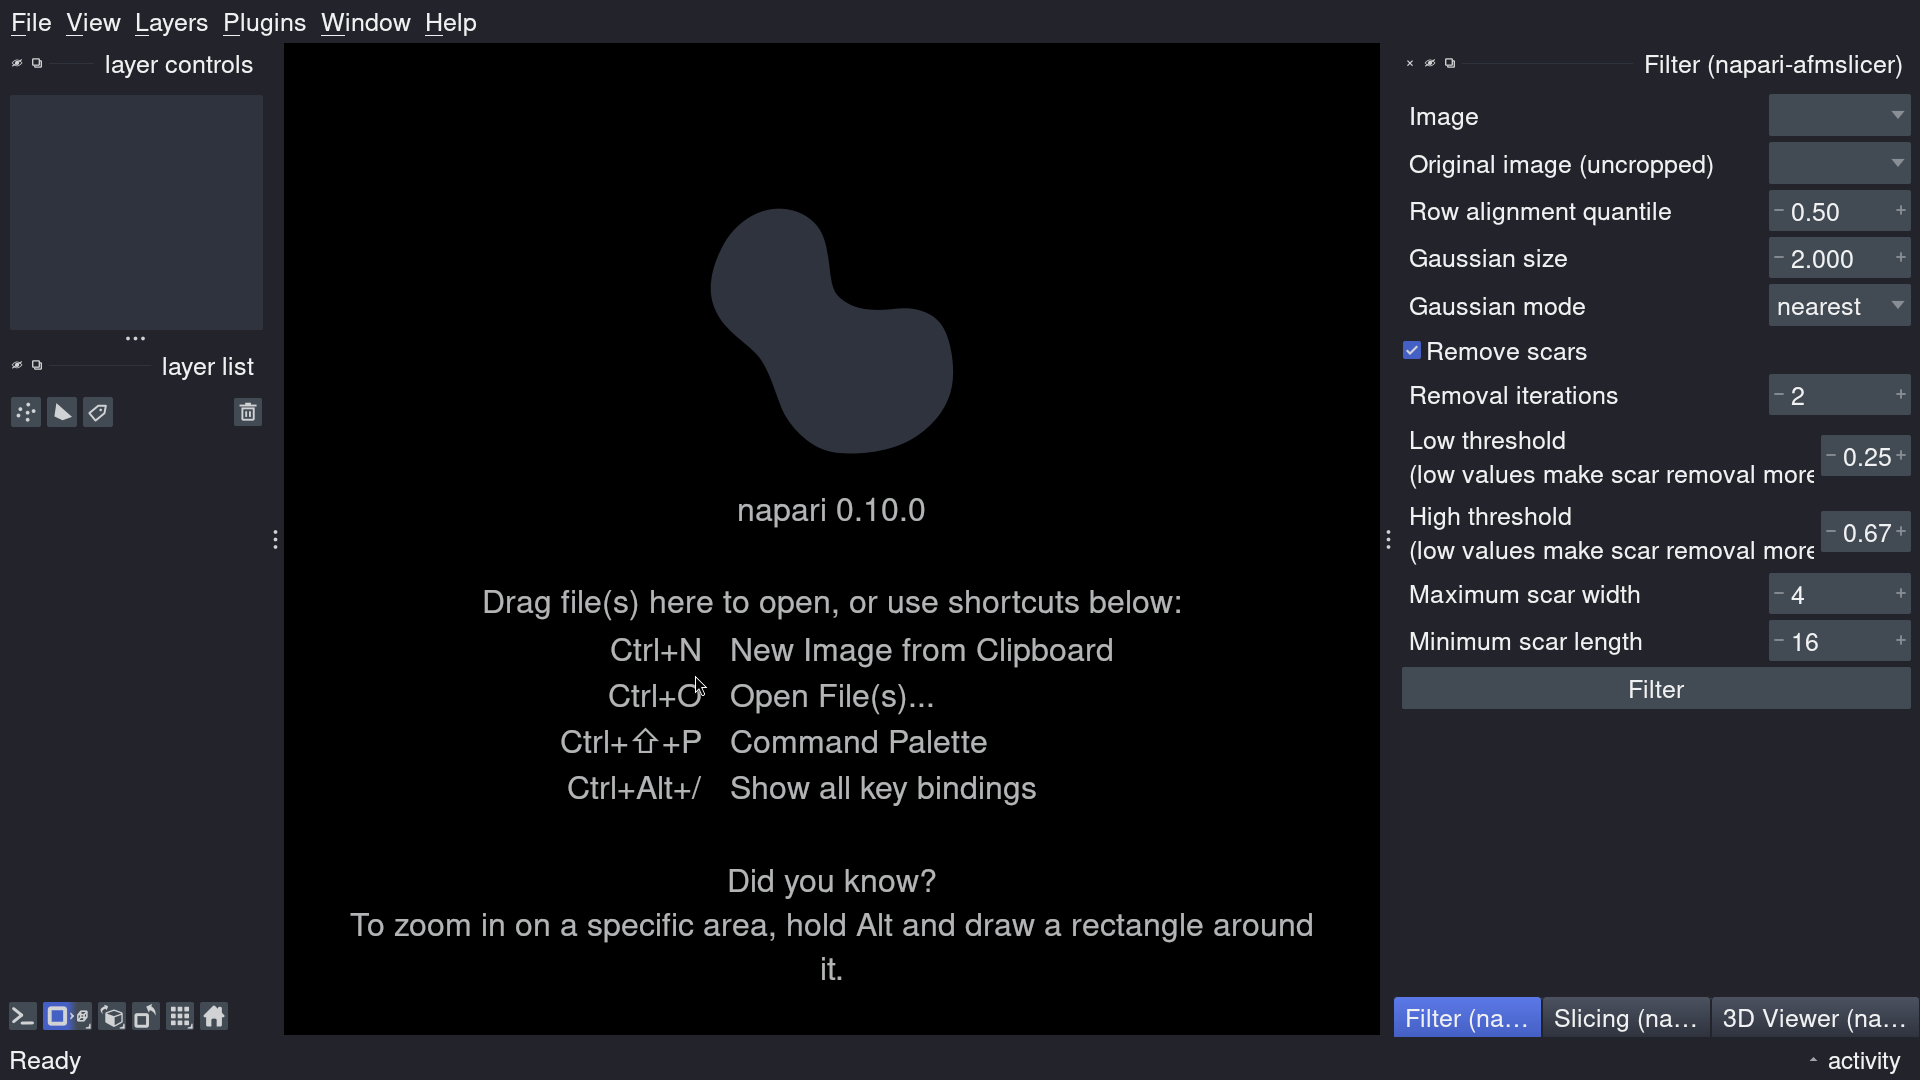 File View Layers Plugins Window Help
layer controls
layer list
napari 0.10.0
Drag file(s) here to open, or use shortcuts below:
Ctrl+N New Image from Clipboard
Ctrl+O Open File(s)...
Ctrl+⇧+P Command Palette
Ctrl+Alt+/ Show all key bindings
Did you know?
To zoom in on a specific area, hold Alt and draw a rectangle around
it.
Filter (napari-afmslicer)
Image
Original image (uncropped)
Row alignment quantile 0.50
Gaussian size 2.000
Gaussian mode nearest
Remove scars
Removal iterations 2
Low threshold
(low values make scar removal more 0.25
High threshold
(low values make scar removal more 0.67
Maximum scar width 4
Minimum scar length 16
Filter
Filter (na... Slicing (na... 3D Viewer (na...
Ready
activity